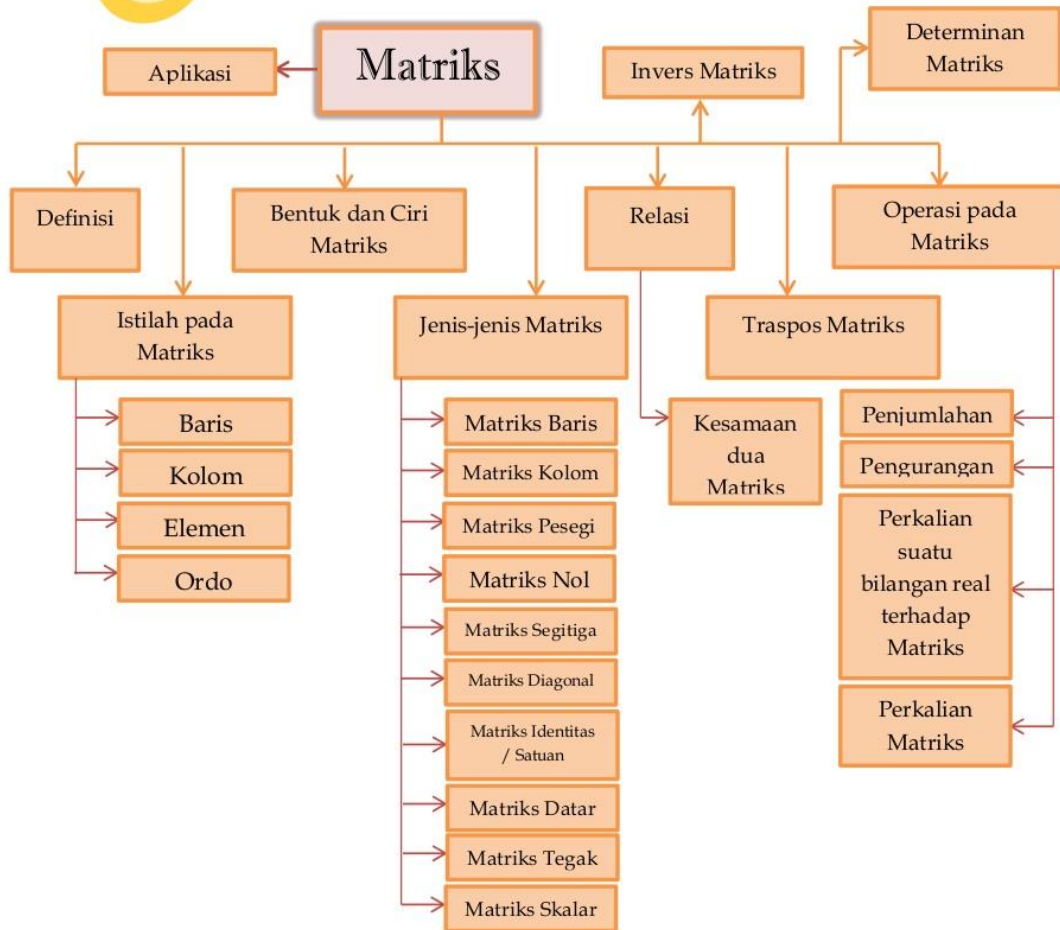 Matriks
Aplikasi
Invers Matriks
Determinan
Matriks
Definisi
Bentuk dan Ciri
Matriks
Relasi
Operasi pada
Matriks
Istilah pada
Matriks
Jenis-jenis Matriks
Traspos Matriks
Baris
Kolom
Elemen
Ordo
Matriks Baris
Matriks Kolom
Matriks Pesegi
Matriks Nol
Matriks Segitiga
Matriks Diagonal
Matriks Identitas
/ Satuan
Matriks Datar
Matriks Tegak
Matriks Skalar
Kesamaan
dua
Matriks
Penjumlahan
Pengurangan
Perkalian
suatu
bilangan real
terhadap
Matriks
Perkalian
Matriks